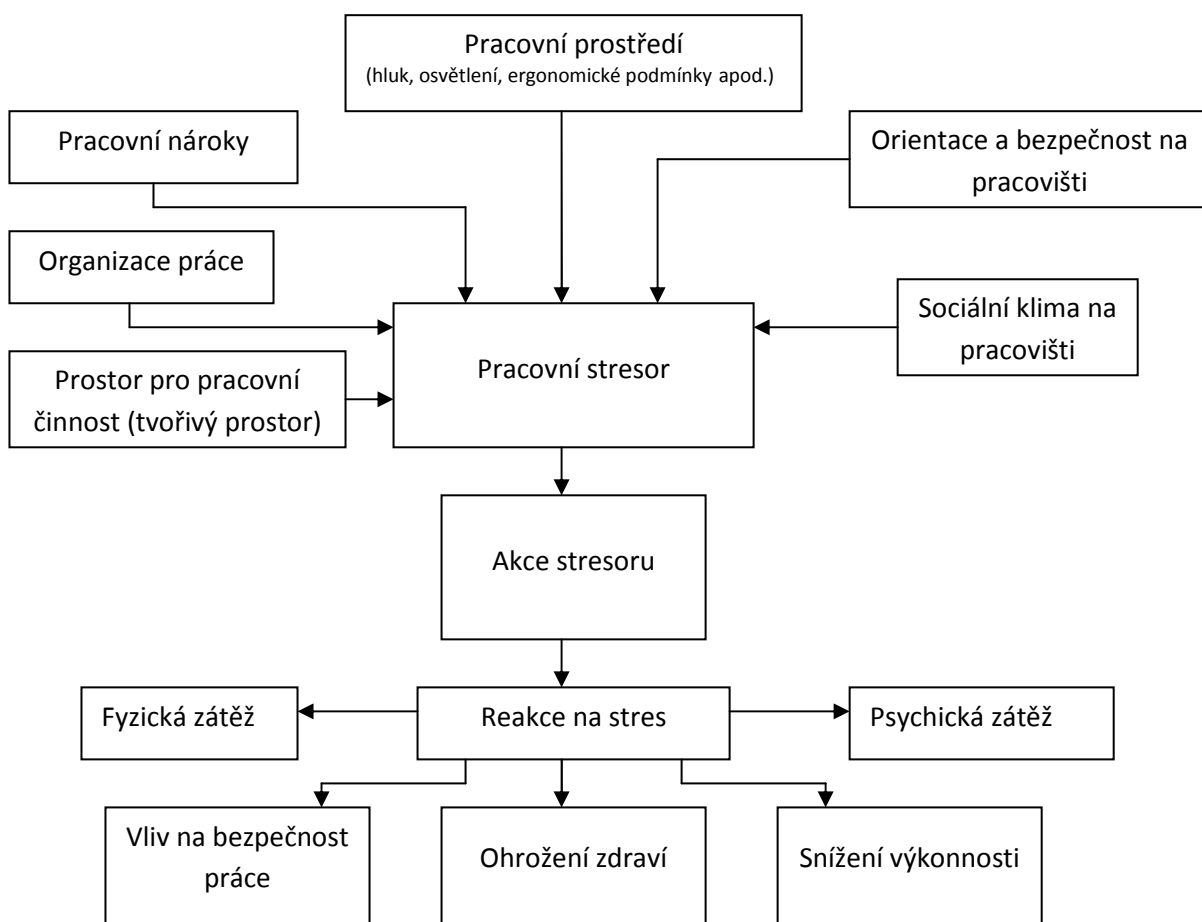 Pracovní prostředí
(hluk, osvětlení, ergonomické podmínky apod.)
Pracovní nároky
Orientace a bezpečnost na
pracovišti
Organizace práce
Sociální klima na
pracovišti
Pracovní stresor
Prostor pro pracovní
činnost (tvořivý prostor)
Akce stresoru
Fyzická zátěž
Reakce na stres
Psychická zátěž
Vliv na bezpečnost
práce
Ohrožení zdraví
Snížení výkonnosti